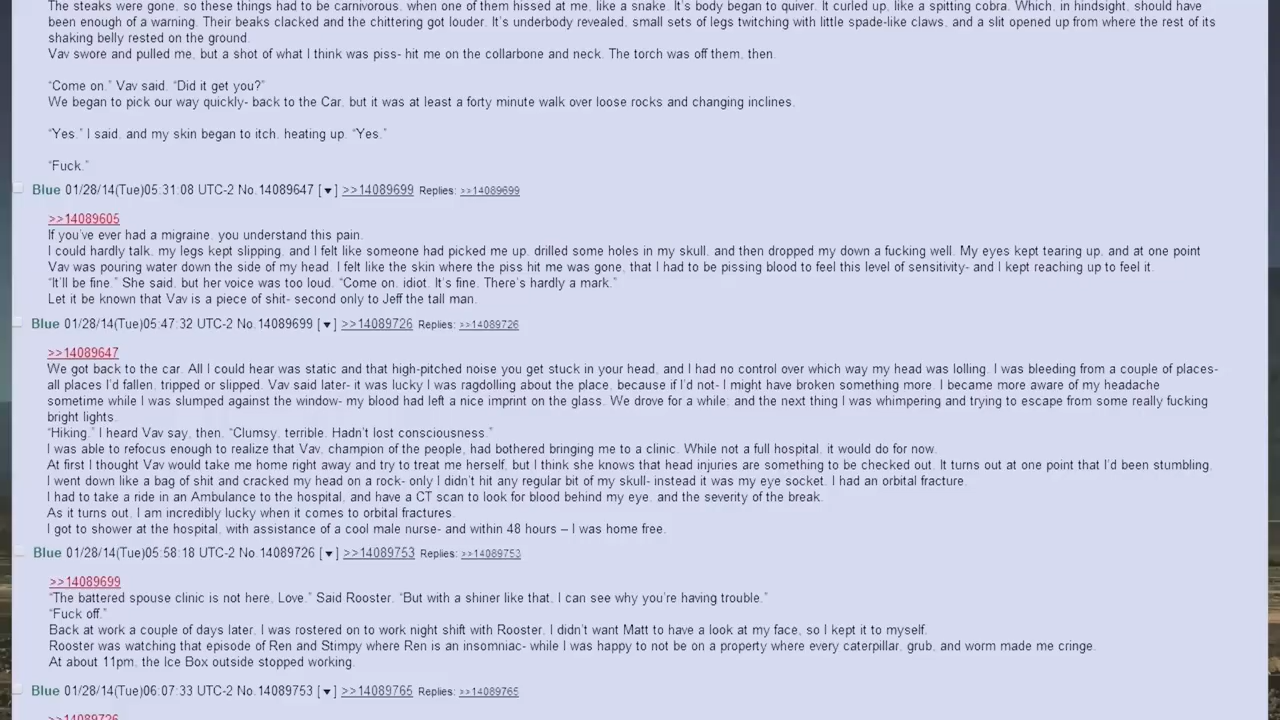 The steaks were gone, so these things had to be carnivorous, when one of them hissed at me, like a snake. It's body began to quiver. It curled up, like a spitting cobra. Which, in hindsight, should have
been enough of a warning. Their beaks clacked and the chittering got louder. It's underbody revealed, small sets of legs twitching with little spade-like claws, and a slit opened up from where the rest of its
shaking belly rested on the ground.
Vav swore and pulled me, but a shot of what I think was piss- hit me on the collarbone and neck. The torch was off them, then.
“Come on.” Vav said. “Did it get you?”
We began to pick our way quickly- back to the Car, but it was at least a forty minute walk over loose rocks and changing inclines.
“Yes.” I said, and my skin began to itch, heating up. “Yes.”
“Fuck.”
Blue 01/28/14(Tue)05:31:08 UTC-2 No.14089647 [▼] >>14089699 Replies: >>14089699
>>14089605
If you've ever had a migraine, you understand this pain.
I could hardly talk, my legs kept slipping, and I felt like someone had picked me up, drilled some holes in my skull, and then dropped my down a fucking well. My eyes kept tearing up, and at one point
Vav was pouring water down the side of my head. I felt like the skin where the piss hit me was gone, that I had to be pissing blood to feel this level of sensitivity- and I kept reaching up to feel it.
“It'll be fine.” She said, but her voice was too loud. “Come on, idiot. It's fine. There's hardly a mark.”
Let it be known that Vav is a piece of shit- second only to Jeff the tall man.
Blue 01/28/14(Tue)05:47:32 UTC-2 No.14089699 [▼] >>14089726 Replies: >>14089726
>>14089647
We got back to the car. All I could hear was static and that high-pitched noise you get stuck in your head, and I had no control over which way my head was lolling. I was bleeding from a couple of places-
all places I'd fallen, tripped or slipped. Vav said later- it was lucky I was ragdolling about the place, because if I'd not- I might have broken something more. I became more aware of my headache
sometime while I was slumped against the window- my blood had left a nice imprint on the glass. We drove for a while, and the next thing I was whimpering and trying to escape from some really fucking
bright lights.
“Hiking.” I heard Vav say, then, “Clumsy, terrible. Hadn't lost consciousness.”
I was able to refocus enough to realize that Vav, champion of the people, had bothered bringing me to a clinic. While not a full hospital, it would do for now.
At first I thought Vav would take me home right away and try to treat me herself, but I think she knows that head injuries are something to be checked out. It turns out at one point that I'd been stumbling,
I went down like a bag of shit and cracked my head on a rock- only I didn't hit any regular bit of my skull- instead it was my eye socket. I had an orbital fracture.
I had to take a ride in an Ambulance to the hospital, and have a CT scan to look for blood behind my eye, and the severity of the break.
As it turns out, I am incredibly lucky when it comes to orbital fractures.
I got to shower at the hospital, with assistance of a cool male nurse- and within 48 hours – I was home free.
Blue 01/28/14(Tue)05:58:18 UTC-2 No.14089726 [▼] >>14089753 Replies: >>14089753
>>14089699
“The battered spouse clinic is not here, Love.” Said Rooster. “But with a shiner like that, I can see why you're having trouble.”
“Fuck off.”
Back at work a couple of days later, I was rostered on to work night shift with Rooster. I didn't want Matt to have a look at my face, so I kept it to myself.
Rooster was watching that episode of Ren and Stimpy where Ren is an insomniac- while I was happy to not be on a property where every caterpillar, grub, and worm made me cringe.
At about 11pm, the Ice Box outside stopped working.
Blue 01/28/14(Tue)06:07:33 UTC-2 No.14089753 [▼] >>14089765 Replies: >>14089765
>>14089726